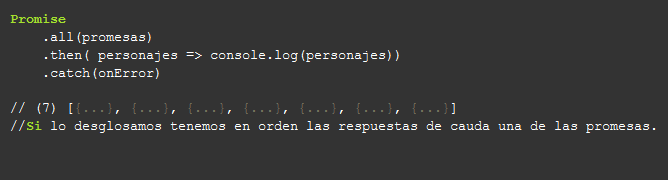 Promise
.all(promesas)
.then( personajes => console.log(personajes))
.catch(onError)
// (7) [{...}, {...}, {...}, {...}, {...}, {...}, {...}]
//Si lo desglosamos tenemos en orden las respuestas de cauda una de las promesas.